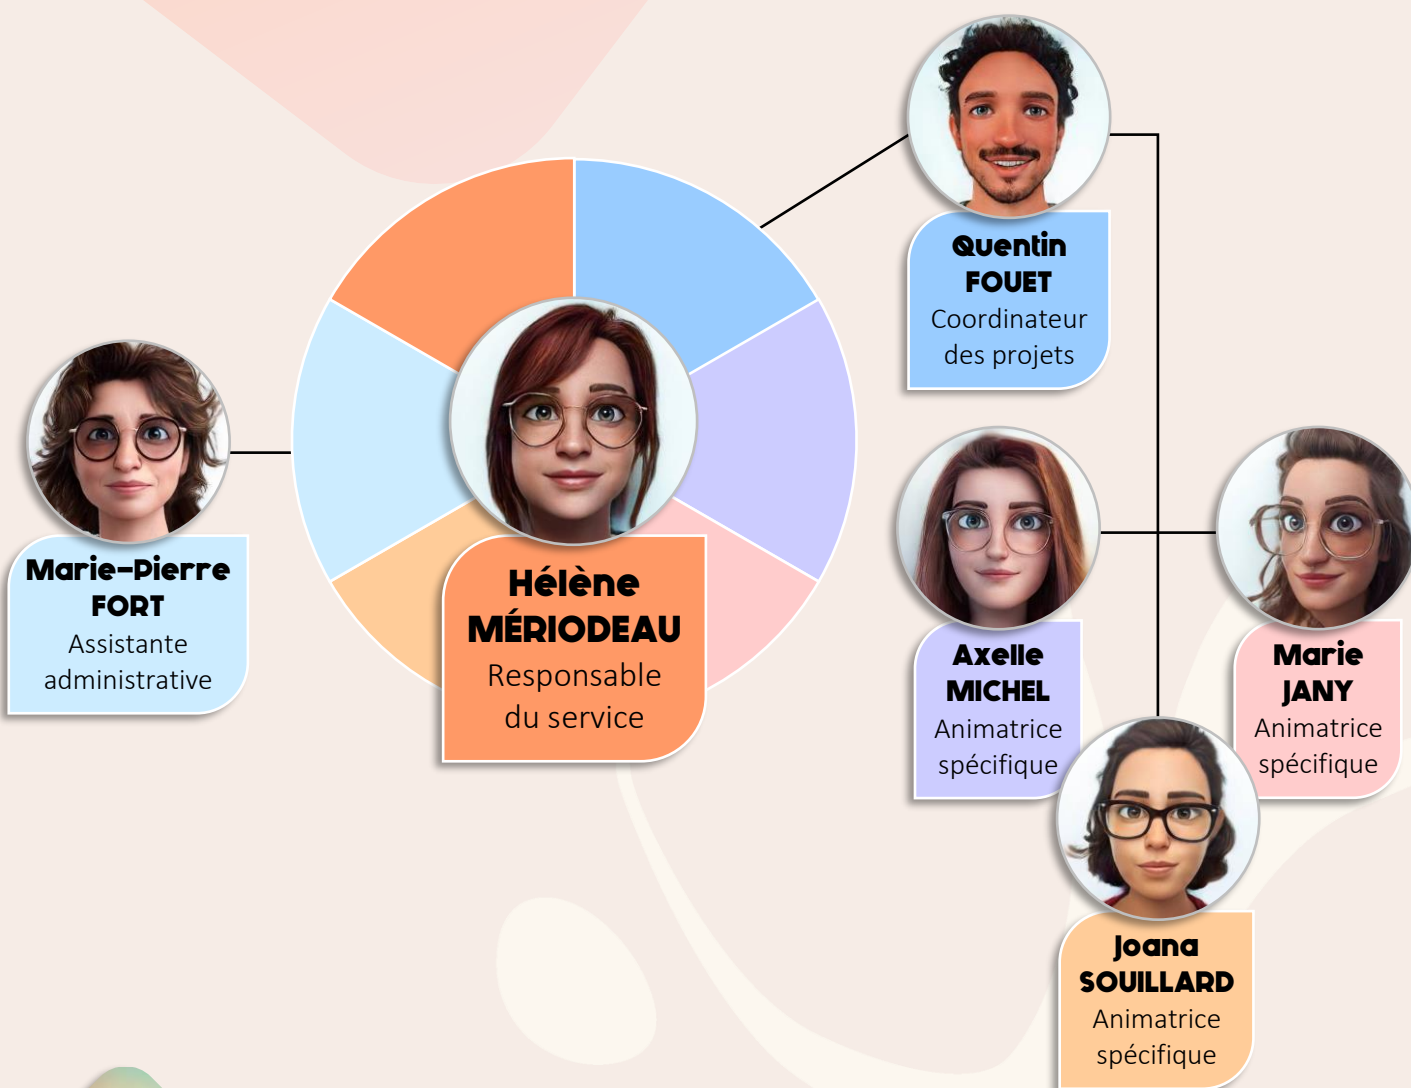 Quentin
FOUET
Coordinateur
des projets
Marie-Pierre
FORT
Assistante
administrative
Hélène
MÉRIODEAU
Responsable
du service
Axelle
MICHEL
Animatrice
spécifique
Marie
JANY
Animatrice
spécifique
Joana
SOUILLARD
Animatrice
spécifique